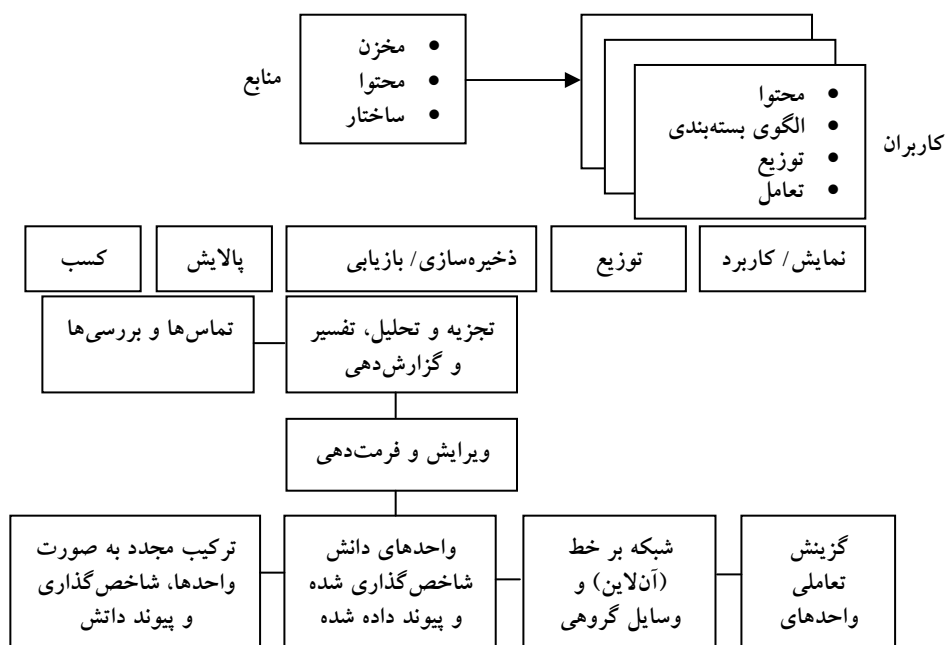 منابع
• مخزن
• محتوا
• ساختار
• محتوا
• الگوی بسته‌بندی
• توزیع
• تعامل
کاربران
کسب
پالایش
ذخیره‌سازی/ بازیابی
توزیع
نمایش/ کاربرد
تماس‌ها و بررسی‌ها
تجزیه و تحلیل، تفسیر
و گزارش‌دهی
ویرایش و فرمت‌دهی
ترکیب مجدد به صورت
واحدها، شاخص‌گذاری
و پیوند داتش
واحدهای دانش
شاخص‌گذاری شده
و پیوند داده شده
شبکه بر خط
(آن‌لاین) و
وسایل گروهی
گزینش
تعاملی
واحدهای